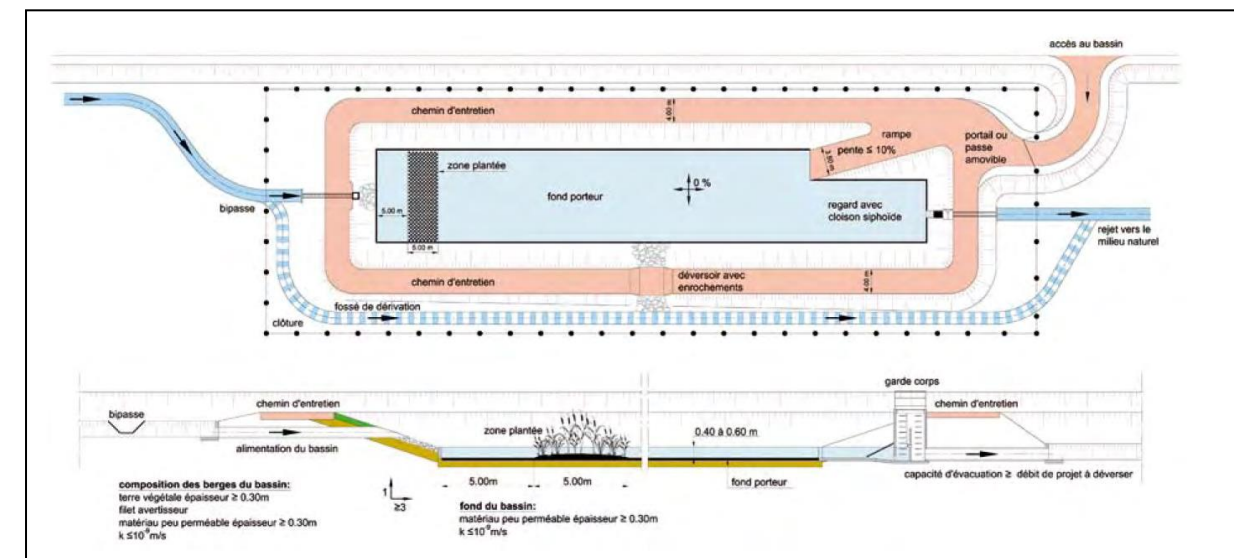 accès au bassin
chemin d'entretien
4.00 m
rampe
pente ≤ 10%
3.50 m
portail ou
passe
amovible
zone plantée
0 %
fond porteur
5.00 m
5.00 m
regard avec
cloison siphoïde
bipasse
rejet vers le
milieu naturel
chemin d'entretien
déversoir avec
enrochements
4.00 m
fossé de dérivation
clôture
garde corps
chemin d'entretien
chemin d'entretien
bipasse
zone plantée
0.40 à 0.60 m
alimentation du bassin
5.00m
5.00m
fond porteur
capacité d'évacuation ≥ débit de projet à déverser
composition des berges du bassin:
terre végétale épaisseur ≥ 0.30m
filet avertisseur
matériau peu perméable épaisseur ≥ 0.30m
k ≤10⁻⁹m/s
1
≥3
fond du bassin:
matériau peu perméable épaisseur ≥ 0.30m
k ≤10⁻⁹m/s